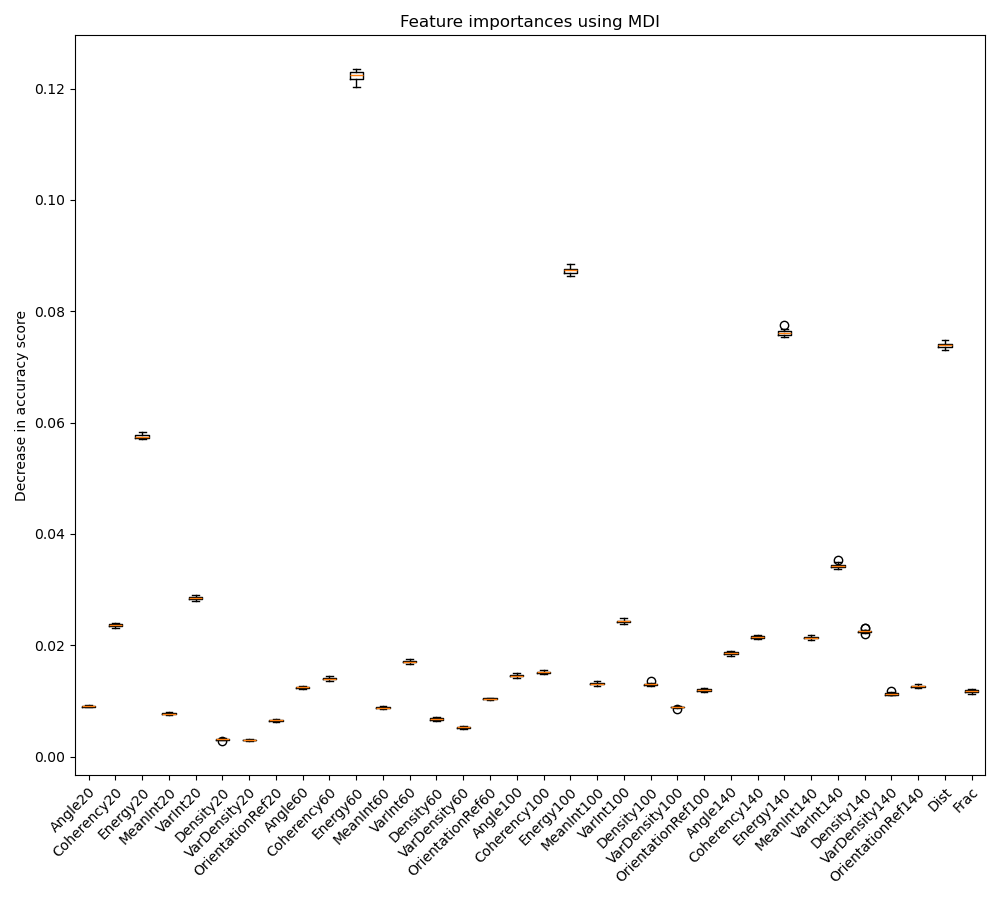 Feature importances using MDI
Decrease in accuracy score
0.12
0.10
0.08
0.06
0.04
0.02
0.00
Angle20
Coherency20
Energy20
MeanInt20
VarInt20
Density20
VarDensity20
OrientationRef20
Angle60
Coherency60
Energy60
MeanInt60
VarInt60
Density60
VarDensity60
OrientationRef60
Angle100
Coherency100
Energy100
MeanInt100
VarInt100
Density100
VarDensity100
OrientationRef100
Angle140
Coherency140
Energy140
MeanInt140
VarInt140
Density140
VarDensity140
OrientationRef140
Dist
Frac